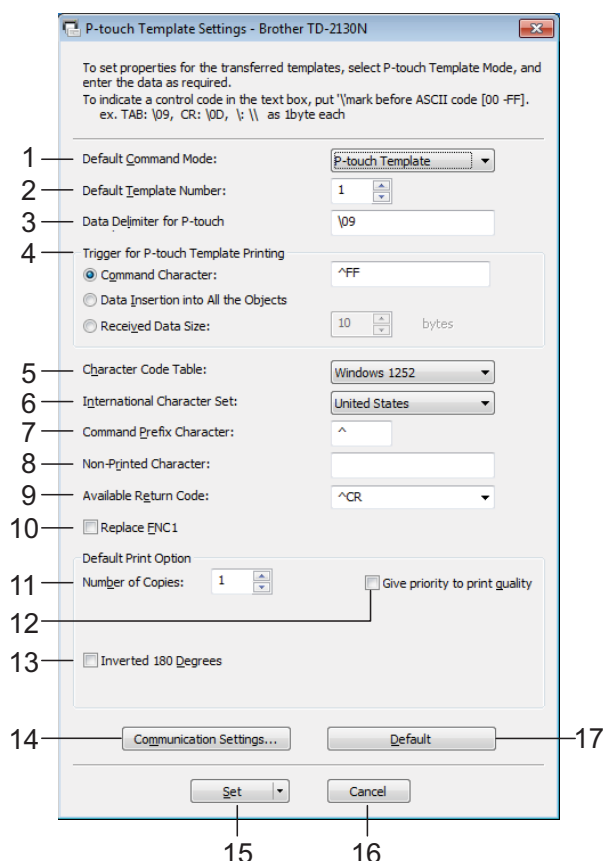 P-touch Template Settings - Brother TD-2130N
To set properties for the transferred templates, select P-touch Template Mode, and
enter the data as required.
To indicate a control code in the text box, put '\'mark before ASCII code [00 -FF].
ex. TAB: \09, CR: \0D, \: \\ as 1byte each
1 Default Command Mode: P-touch Template
2 Default Template Number: 1
3 Data Delimiter for P-touch \09
4 Trigger for P-touch Template Printing
Command Character: ^FF
Data Insertion into All the Objects
Received Data Size: 10 bytes
5 Character Code Table: Windows 1252
6 International Character Set: United States
7 Command Prefix Character: ^
8 Non-Printed Character:
9 Available Return Code: ^CR
10 Replace FNC1
Default Print Option
11 Number of Copies: 1 Give priority to print quality
12
13 Inverted 180 Degrees
14 Communication Settings... Default 17
Set Cancel
15 16